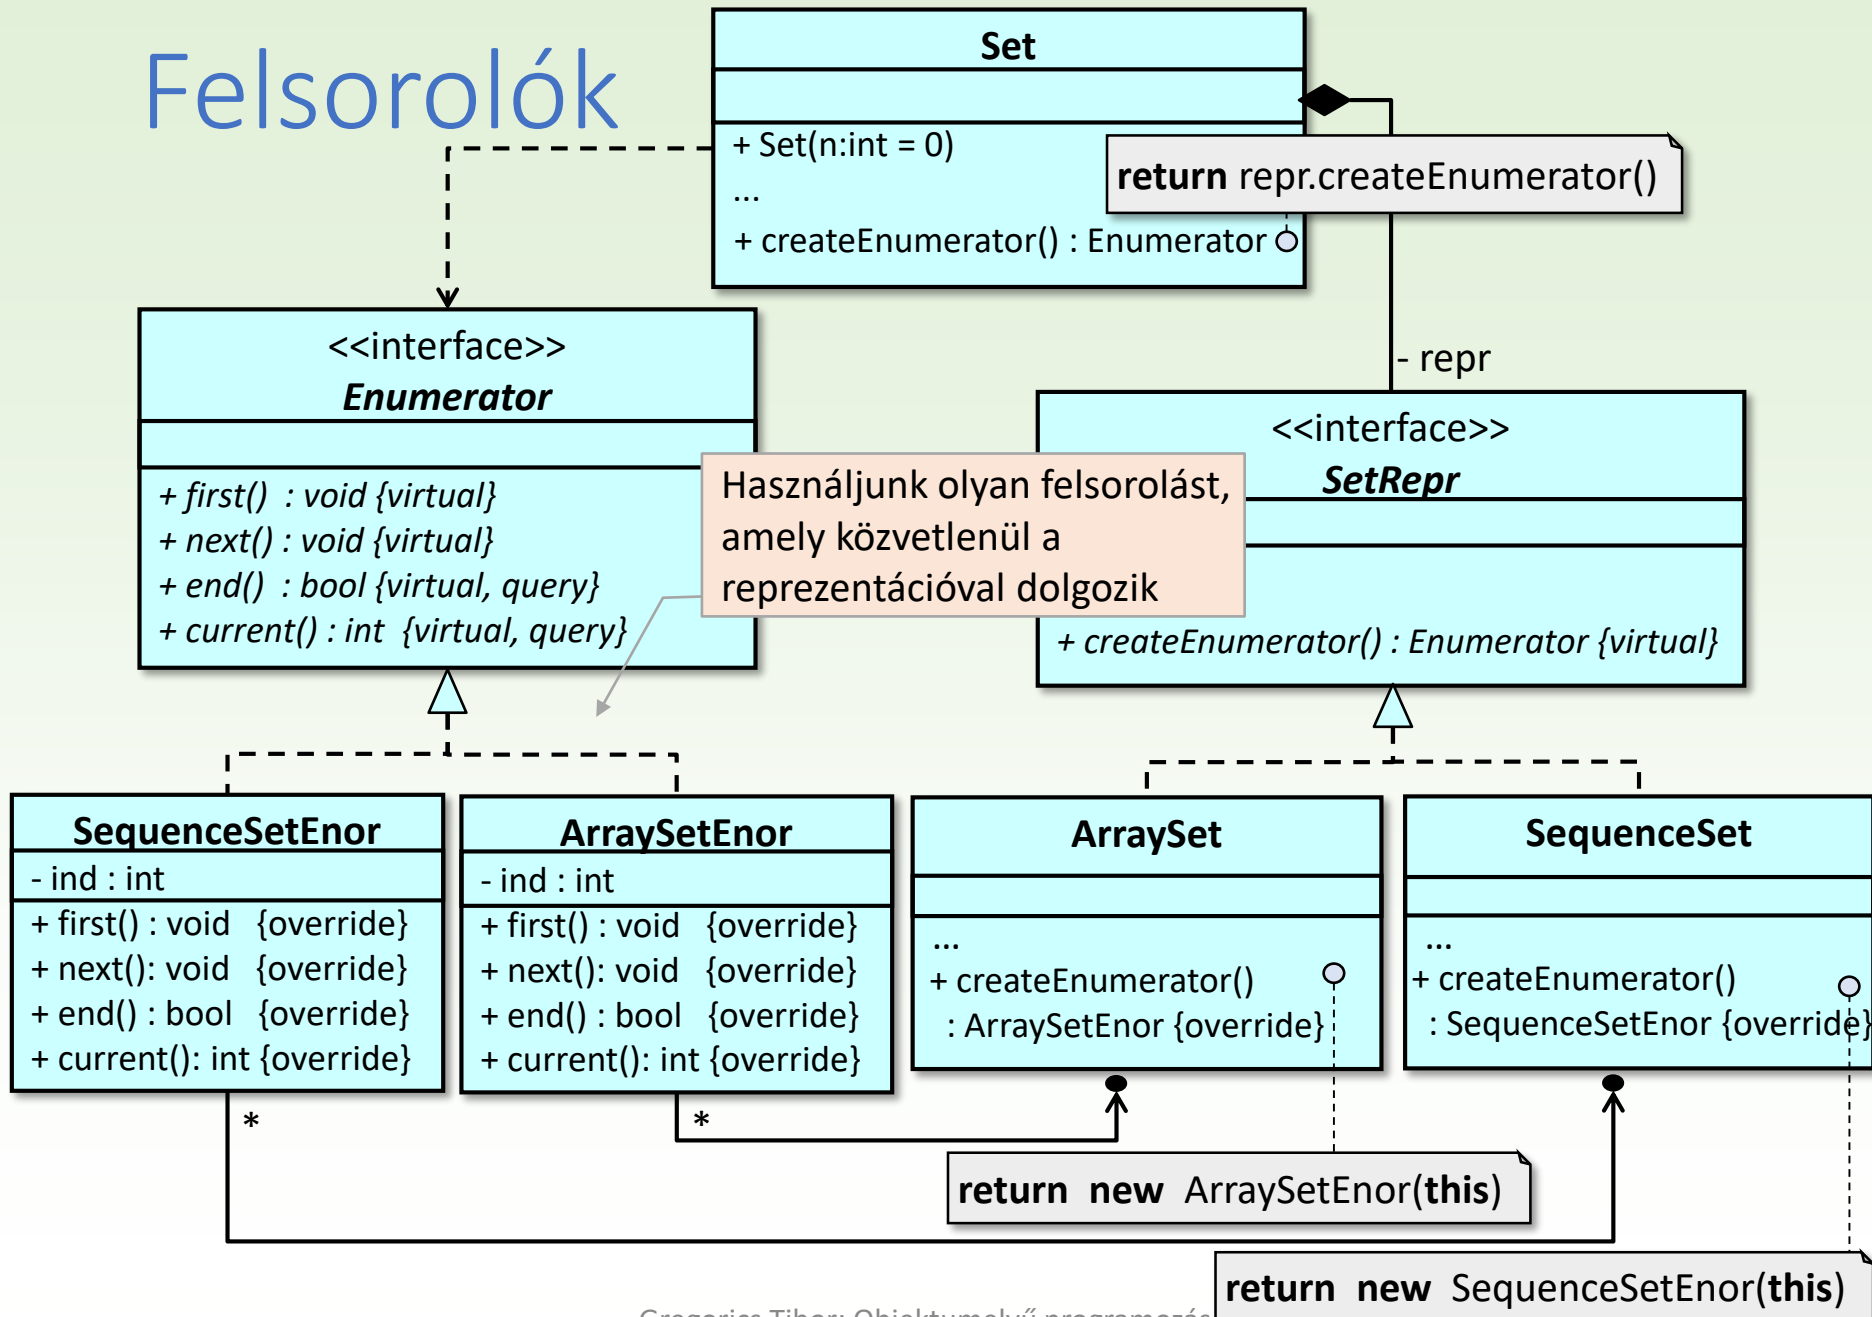 Felsorolók
Set
+ Set(n:int = 0)
...
+ createEnumerator() : Enumerator
return repr.createEnumerator()
- repr
<<interface>>
Enumerator
+ first() : void {virtual}
+ next() : void {virtual}
+ end() : bool {virtual, query}
+ current() : int {virtual, query}
Használjunk olyan felsorolást,
amely közvetlenül a
reprezentációval dolgozik
<<interface>>
SetRepr
+ createEnumerator() : Enumerator {virtual}
SequenceSetEnor
- ind : int
+ first() : void {override}
+ next(): void {override}
+ end() : bool {override}
+ current(): int {override}
*
ArraySetEnor
- ind : int
+ first() : void {override}
+ next(): void {override}
+ end() : bool {override}
+ current(): int {override}
*
ArraySet
...
+ createEnumerator()
: ArraySetEnor {override}
return new ArraySetEnor(this)
SequenceSet
...
+ createEnumerator()
: SequenceSetEnor {override}
return new SequenceSetEnor(this)
Gregorics Tibor: Objektumelvű programozás